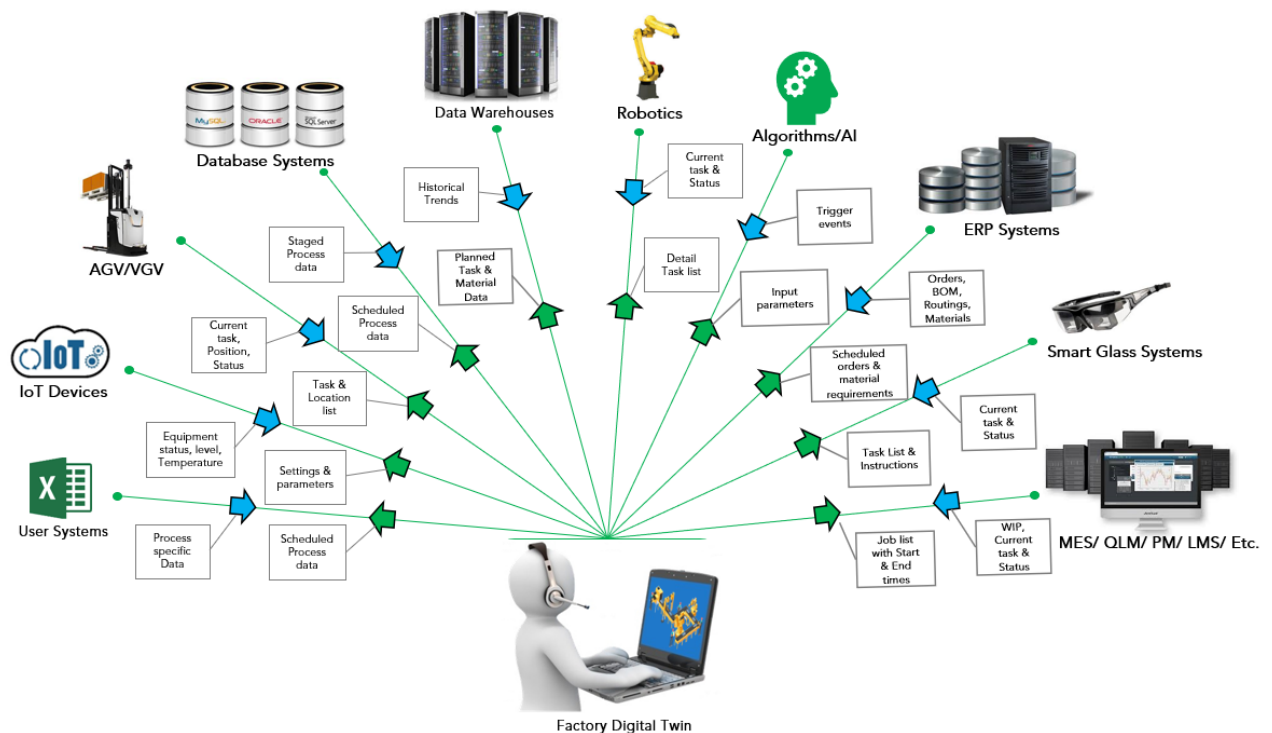 Data Warehouses
Robotics
Algorithms/AI
MySQL
ORACLE
SQL Server
Database Systems
ERP Systems
AGV/VGV
Smart Glass Systems
IoT
IoT Devices
X
User Systems
MES/ QLM/ PM/ LMS/ Etc.
Historical
Trends
Current
task &
Status
Trigger
events
Staged
Process
data
Planned
Task &
Material
Data
Detail
Task list
Input
parameters
Orders,
BOM,
Routings,
Materials
Current
task,
Position,
Status
Scheduled
Process
data
Scheduled
orders &
material
requirements
Task &
Location
list
Current
task &
Status
Equipment
status, level,
Temperature
Settings &
parameters
Task List &
Instructions
Process
specific
Data
Scheduled
Process
data
Job list
with Start
& End
times
WIP,
Current
task &
Status
Factory Digital Twin